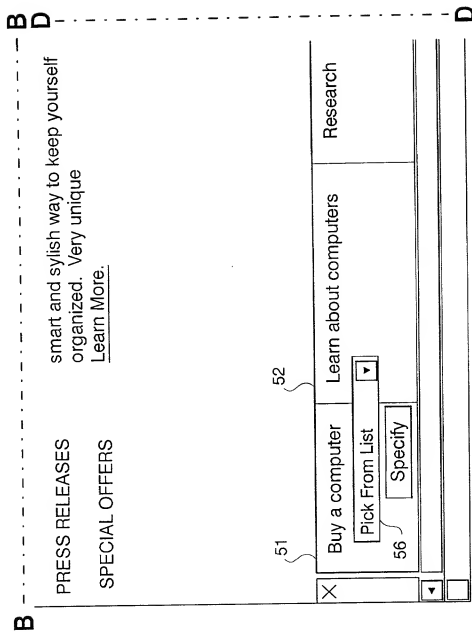 B B
D
PRESS RELEASES
SPECIAL OFFERS
smart and sylish way to keep yourself
organized. Very unique
Learn More.
51
52
X
Buy a computer
Learn about computers
Research
Pick From List
56
Specify
D